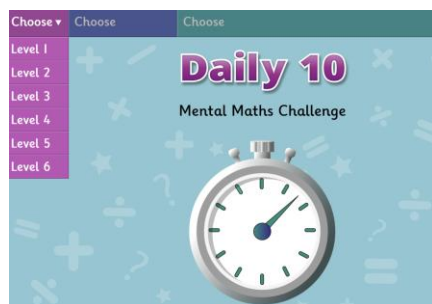 Choose ▾ Choose Choose
Level 1
Level 2
Level 3
Level 4
Level 5
Level 6
Daily 10
Mental Maths Challenge